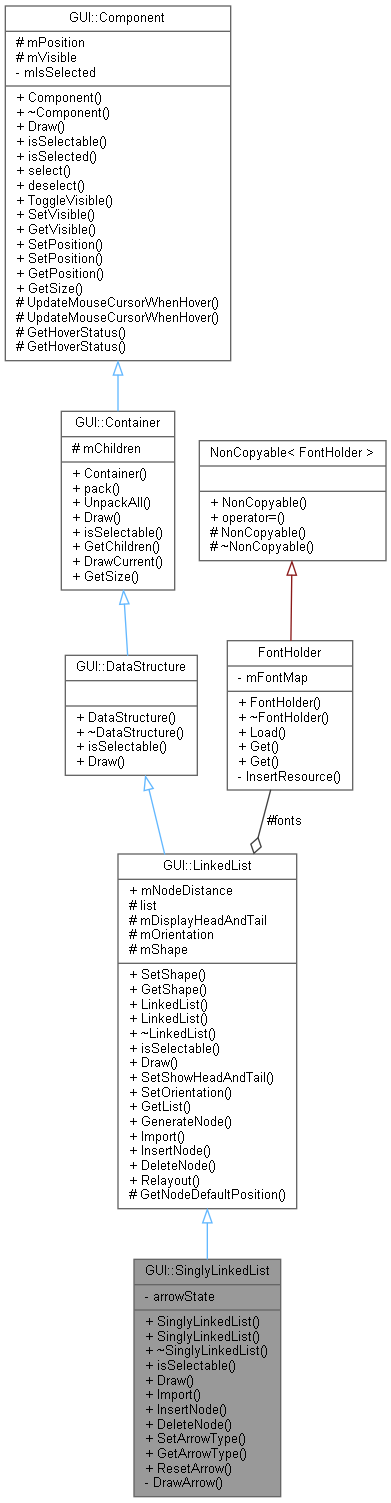 GUI::Component
# mPosition
# mVisible
- mIsSelected
+ Component()
+ ~Component()
+ Draw()
+ isSelectable()
+ isSelected()
+ select()
+ deselect()
+ ToggleVisible()
+ SetVisible()
+ GetVisible()
+ SetPosition()
+ SetPosition()
+ GetPosition()
+ GetSize()
# UpdateMouseCursorWhenHover()
# UpdateMouseCursorWhenHover()
# GetHoverStatus()
# GetHoverStatus()
GUI::Container
# mChildren
+ Container()
+ pack()
+ UnpackAll()
+ Draw()
+ isSelectable()
+ GetChildren()
+ DrawCurrent()
+ GetSize()
NonCopyable< FontHolder >
+ NonCopyable()
+ operator=()
# NonCopyable()
# ~NonCopyable()
GUI::DataStructure
+ DataStructure()
+ ~DataStructure()
+ isSelectable()
+ Draw()
FontHolder
- mFontMap
+ FontHolder()
+ ~FontHolder()
+ Load()
+ Get()
+ Get()
- InsertResource()
#fonts
GUI::LinkedList
+ mNodeDistance
# list
# mDisplayHeadAndTail
# mOrientation
# mShape
+ SetShape()
+ GetShape()
+ LinkedList()
+ LinkedList()
+ ~LinkedList()
+ isSelectable()
+ Draw()
+ SetShowHeadAndTail()
+ SetOrientation()
+ GetList()
+ GenerateNode()
+ Import()
+ InsertNode()
+ DeleteNode()
+ Relayout()
# GetNodeDefaultPosition()
GUI::SinglyLinkedList
- arrowState
+ SinglyLinkedList()
+ SinglyLinkedList()
+ ~SinglyLinkedList()
+ isSelectable()
+ Draw()
+ Import()
+ InsertNode()
+ DeleteNode()
+ SetArrowType()
+ GetArrowType()
+ ResetArrow()
- DrawArrow()